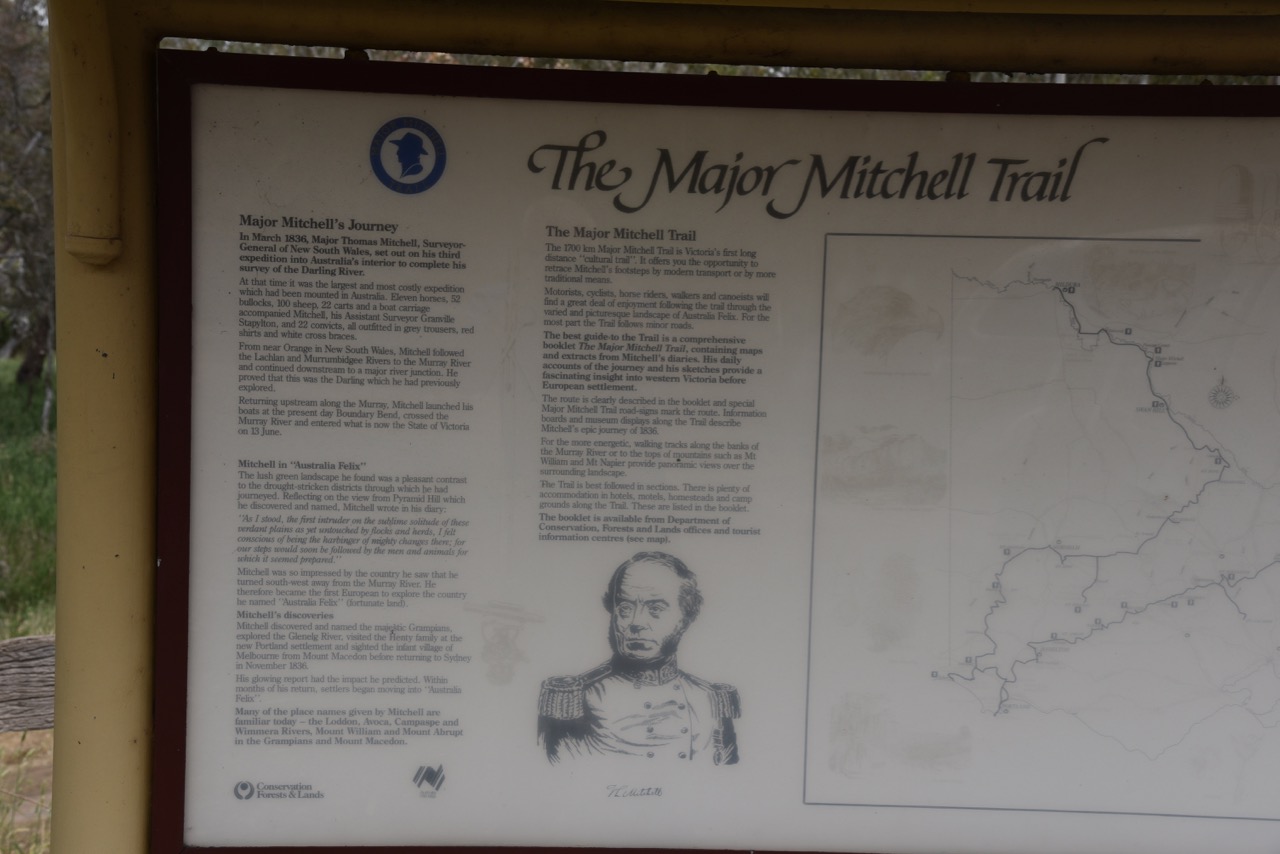 The Major Mitchell Trail
Major Mitchell's Journey
In March 1836, Major Thomas Mitchell, Surveyor-
General of New South Wales, set out on his third
expedition into Australia's interior to complete his
survey of the Darling River.
At that time it was the largest and most costly expedition
which had been mounted in Australia. Eleven horses, 52
bullocks, 100 sheep, 22 carts and a boat carriage
accompanied Mitchell, his Assistant Surveyor Granville
Stapylton, and 22 convicts, all outfitted in grey trousers, red
shirts and white cross braces.
From near Orange in New South Wales, Mitchell followed
the Lachlan and Murrumbidgee Rivers to the Murray River
and continued downstream to a major river junction. He
proved that this was the Darling which he had previously
explored.
Returning upstream along the Murray, Mitchell launched his
boats at the present day Boundary Bend, crossed the
Murray River and entered what is now the State of Victoria
on 13 June.
Mitchell in "Australia Felix"
The lush green landscape he found was a pleasant contrast
to the drought-stricken districts through which he had
journeyed. Reflecting on the view from Pyramid Hill which
he discovered and named, Mitchell wrote in his diary:
"As I stood, the first intruder on the sublime solitude of these
verdant plains as yet untouched by flocks and herds, I felt
conscious of being the harbinger of mighty changes there; for
our steps would soon be followed by the men and animals for
which it seemed prepared."
Mitchell was so impressed by the country he saw that he
turned south-west away from the Murray River. He
therefore became the first European to explore the country
he named "Australia Felix" (fortunate land).
Mitchell's discoveries
Mitchell discovered and named the majestic Grampians,
explored the Glenelg River, visited the Henty family at the
new Portland settlement and sighted the infant village of
Melbourne from Mount Macedon before returning to Sydney
in November 1836.
His glowing report had the impact he predicted. Within
months of his return, settlers began moving into "Australia
Felix".
Many of the place names given by Mitchell are
familiar today – the Loddon, Avoca, Campaspe and
Wimmera Rivers, Mount William and Mount Abrupt
in the Grampians and Mount Macedon.
Conservation
Forests & Lands
The Major Mitchell Trail
The 1700 km Major Mitchell Trail is Victoria's first long
distance "cultural trail". It offers you the opportunity to
retrace Mitchell's footsteps by modern transport or by more
traditional means.
Motorists, cyclists, horse riders, walkers and canoeists will
find a great deal of enjoyment following the trail through the
varied and picturesque landscape of Australia Felix. For the
most part the Trail follows minor roads.
The best guide to the Trail is a comprehensive
booklet The Major Mitchell Trail, containing maps
and extracts from Mitchell's diaries. His daily
accounts of the journey and his sketches provide a
fascinating insight into western Victoria before
European settlement.
The route is clearly described in the booklet and special
Major Mitchell Trail road-signs mark the route. Information
boards and museum displays along the Trail describe
Mitchell's epic journey of 1836.
For the more energetic, walking tracks along the banks of
the Murray River or to the tops of mountains such as Mt
William and Mt Napier provide panoramic views over the
surrounding landscape.
The Trail is best followed in sections. There is plenty of
accommodation in hotels, motels, homesteads and camp
grounds along the Trail. These are listed in the booklet.
The booklet is available from Department of
Conservation, Forests and Lands offices and tourist
information centres (see map).